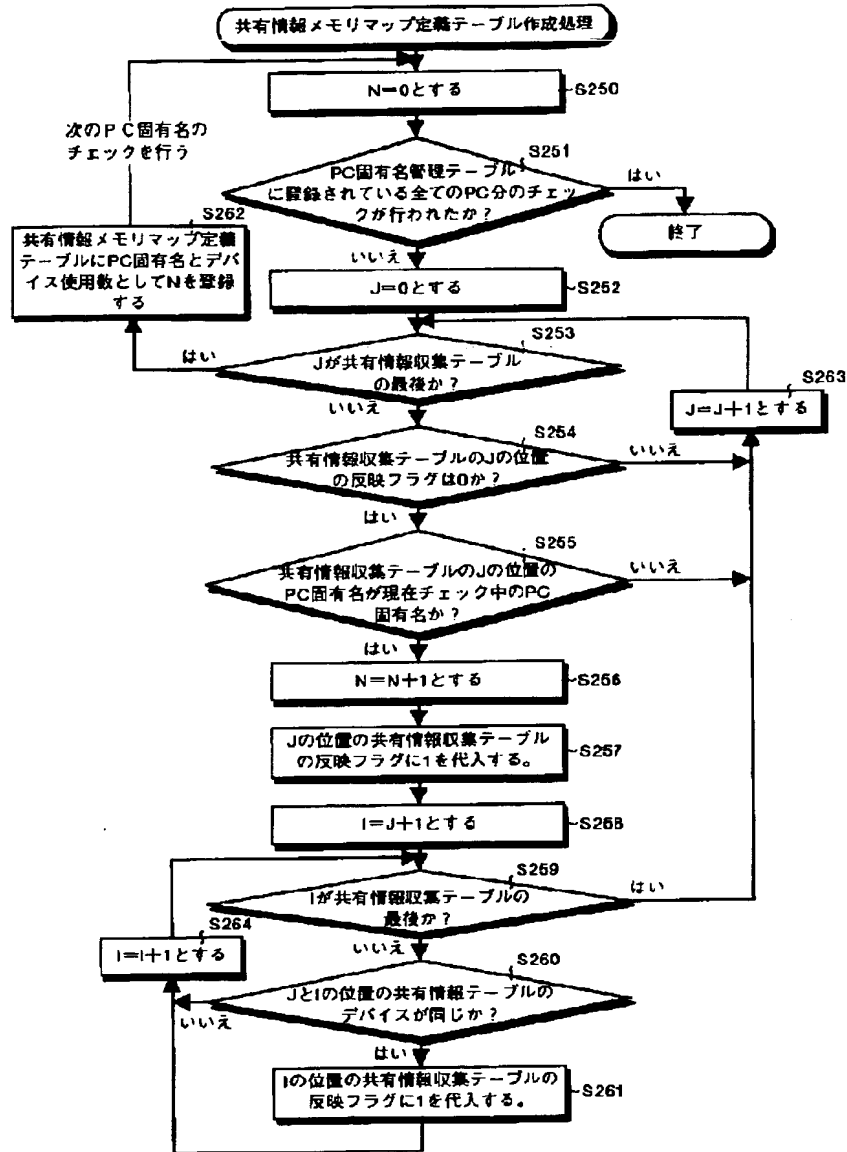 共有情報メモリマップ定義テーブル作成処理
N=0とする
S250
次のPC固有名の
チェックを行う
S251
PC固有名管理テーブル
に登録されている全てのPC分のチェッ
クが行われたか？
はい
終了
いいえ
S262
共有情報メモリマップ定義
テーブルにPC固有名とデバ
イス使用数としてNを登録
する
J=0とする
S252
S253
Jが共有情報収集テーブル
の最後か？
はい
いいえ
S263
J=J+1とする
S254
共有情報収集テーブルのJの位置
の反映フラグは0か？
いいえ
はい
S255
共有情報収集テーブルのJの位置の
PC固有名が現在チェック中のPC
固有名か？
いいえ
はい
N=N+1とする
S256
Jの位置の共有情報収集テーブル
の反映フラグに1を代入する。
S257
I=J+1とする
S258
S259
Iが共有情報収集テーブルの
最後か？
はい
いいえ
S264
I=I+1とする
S260
JとIの位置の共有情報テーブルの
デバイスが同じか？
いいえ
はい
Iの位置の共有情報収集テーブルの
反映フラグに1を代入する。
S261